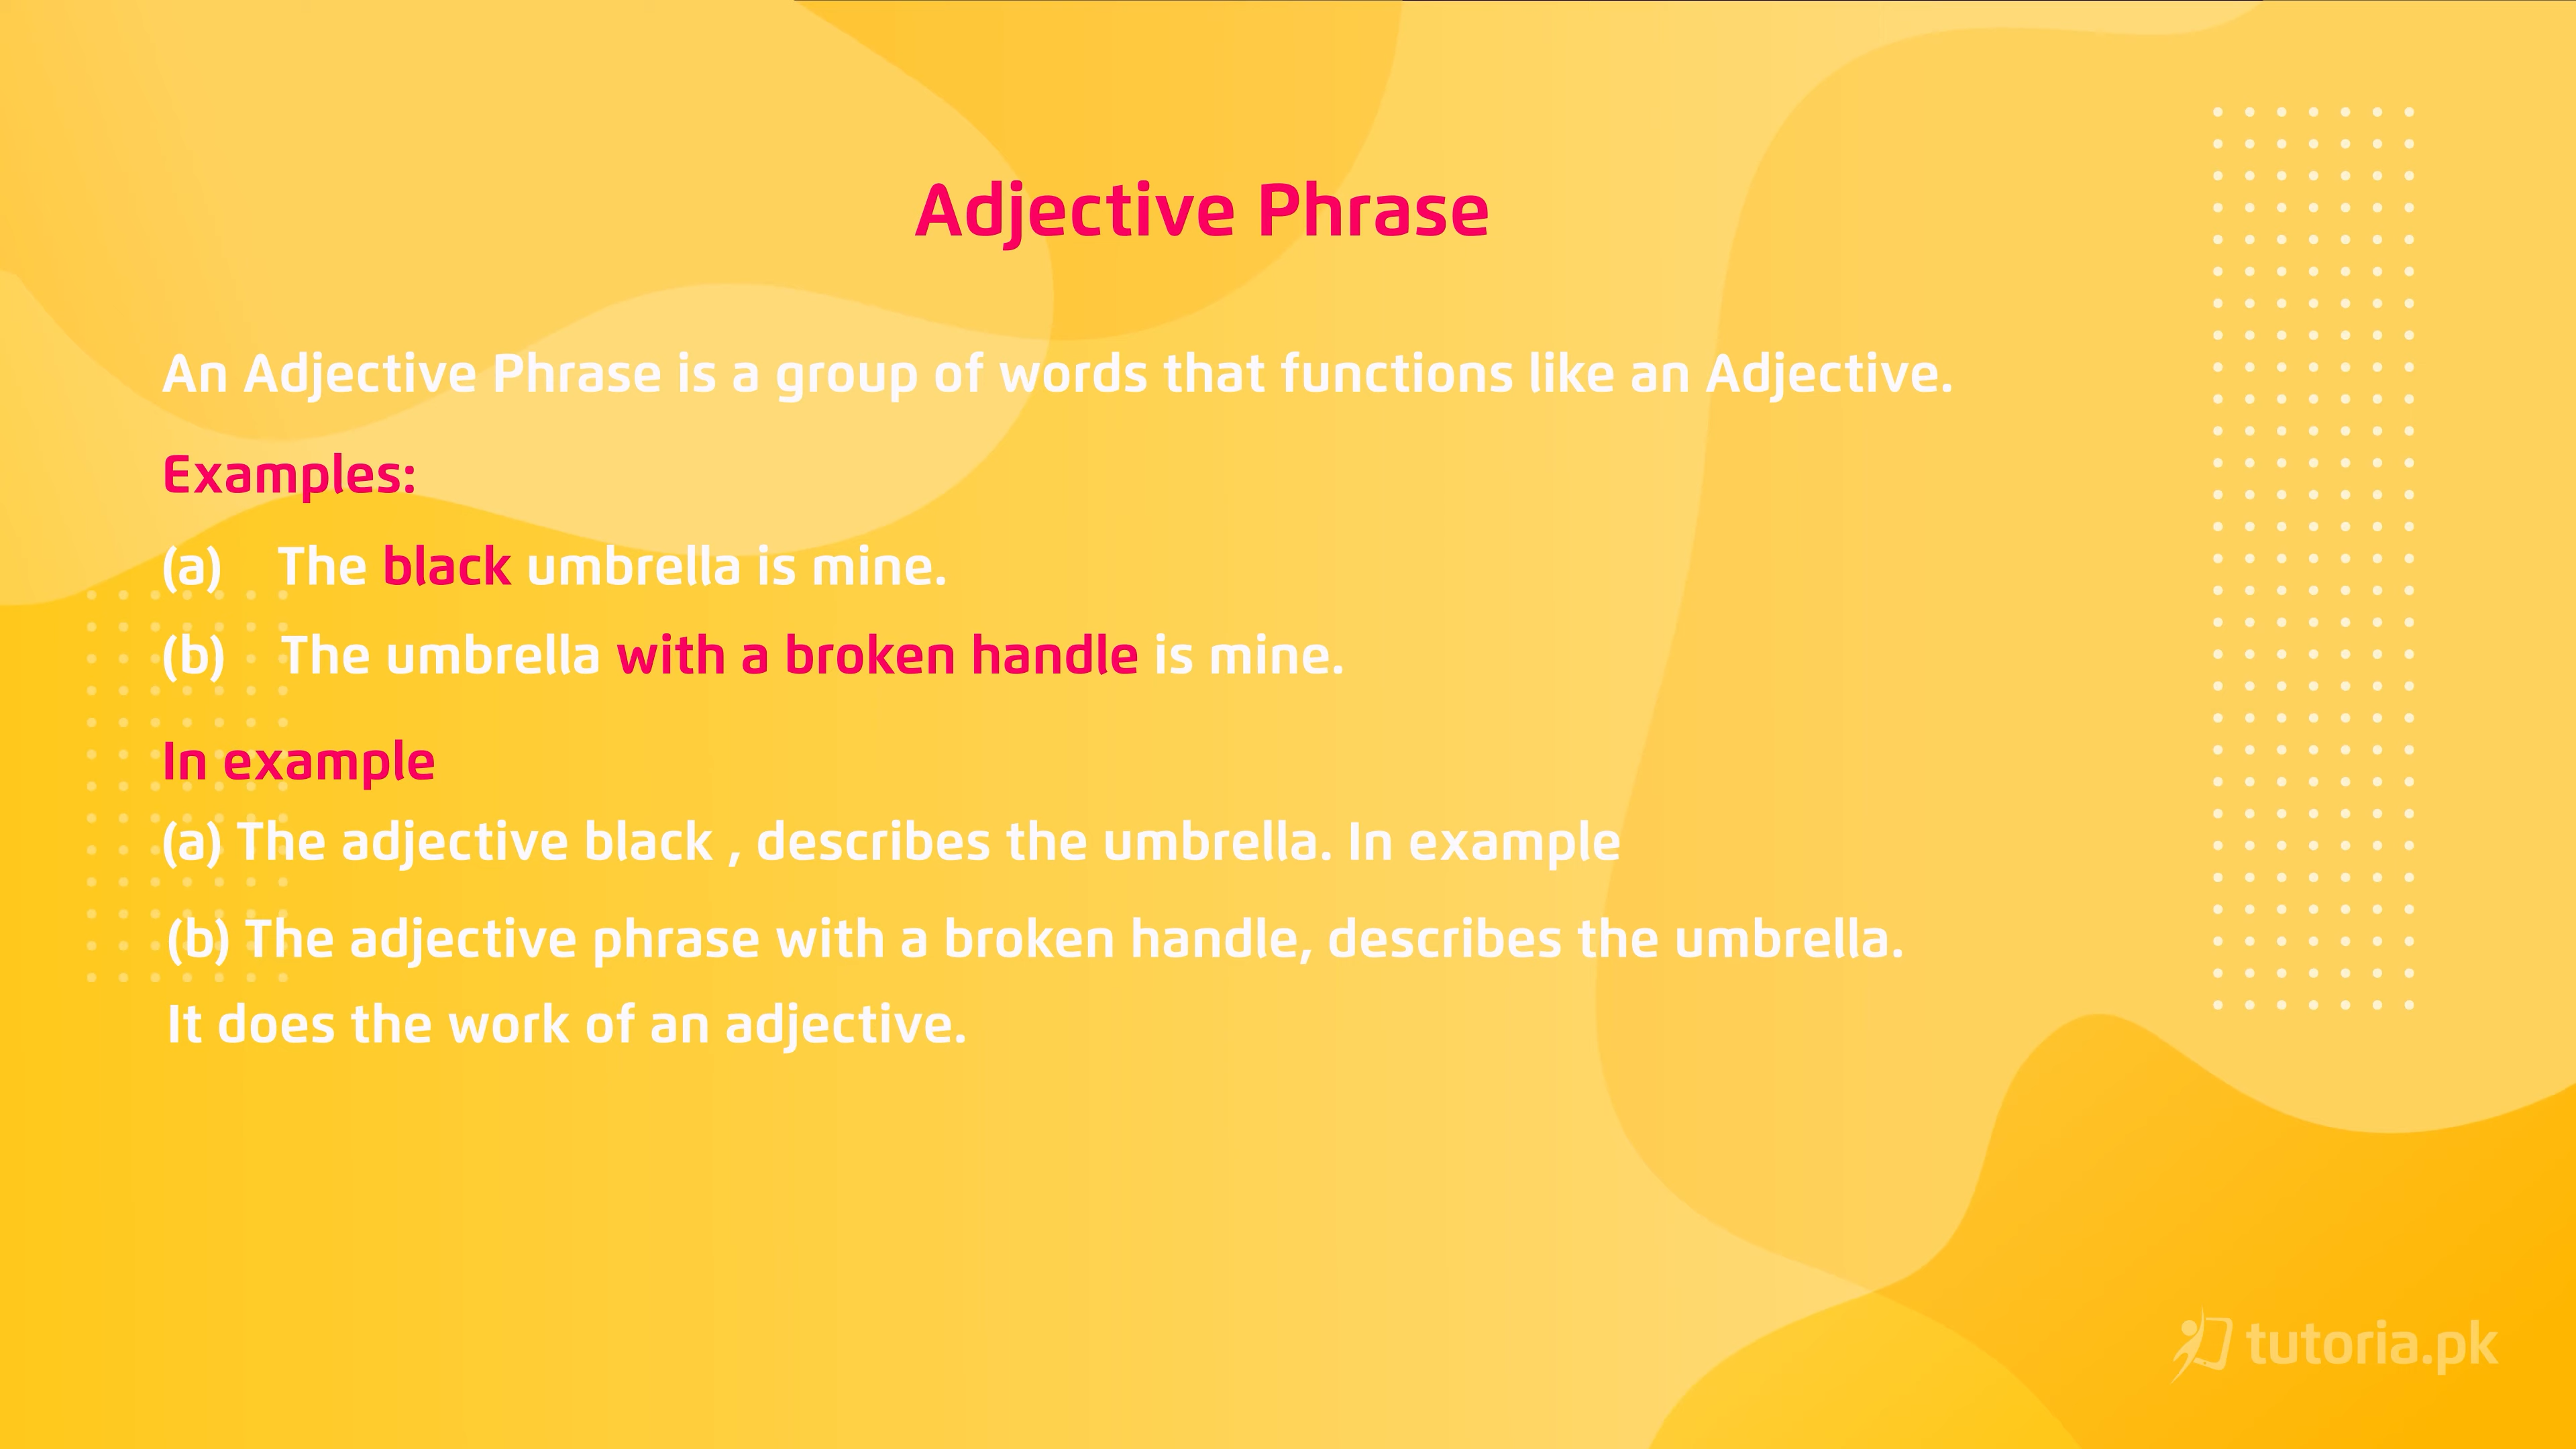 Adjective Phrase
An Adjective Phrase is a group of words that functions like an Adjective.
Examples:
(a) The black umbrella is mine.
(b) The umbrella with a broken handle is mine.
In example
(a) The adjective black , describes the umbrella. In example
(b) The adjective phrase with a broken handle, describes the umbrella.
It does the work of an adjective.
tutoria.pk